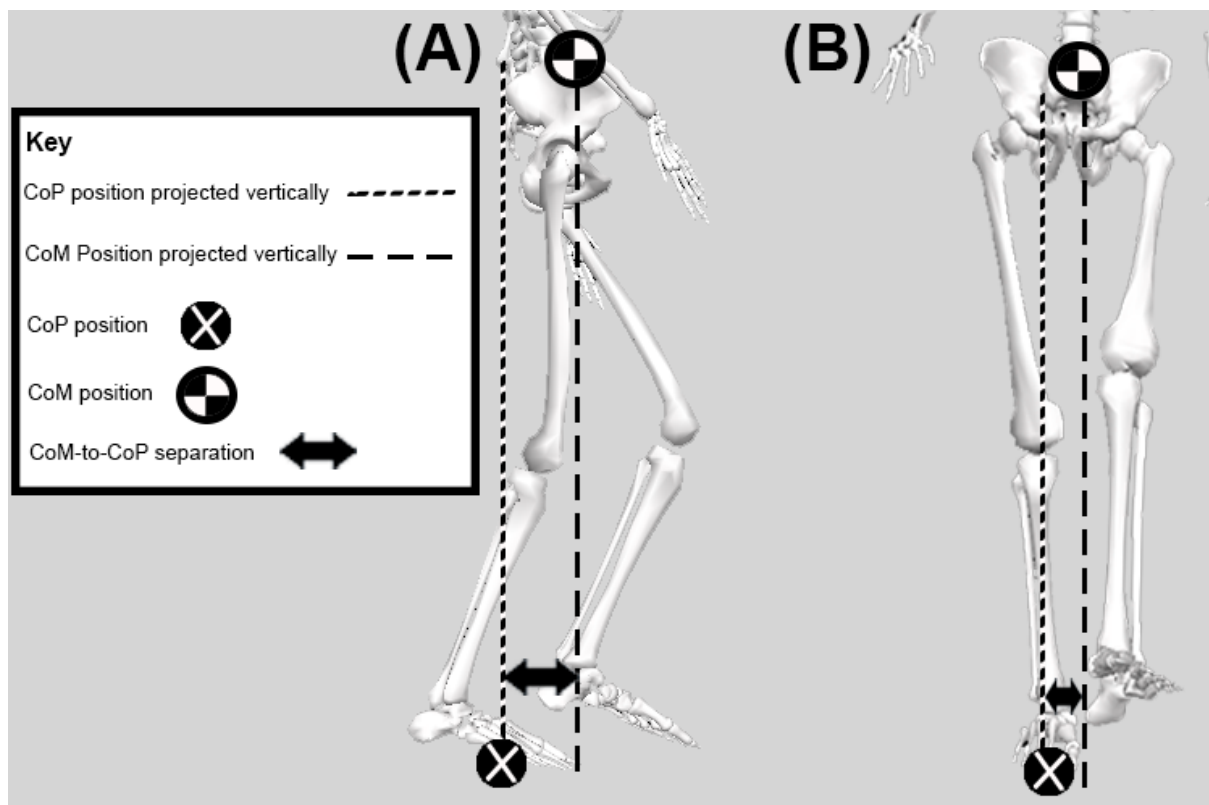 (A)
(B)
Key
CoP position projected vertically
CoM Position projected vertically
CoP position
CoM position
CoM-to-CoP separation